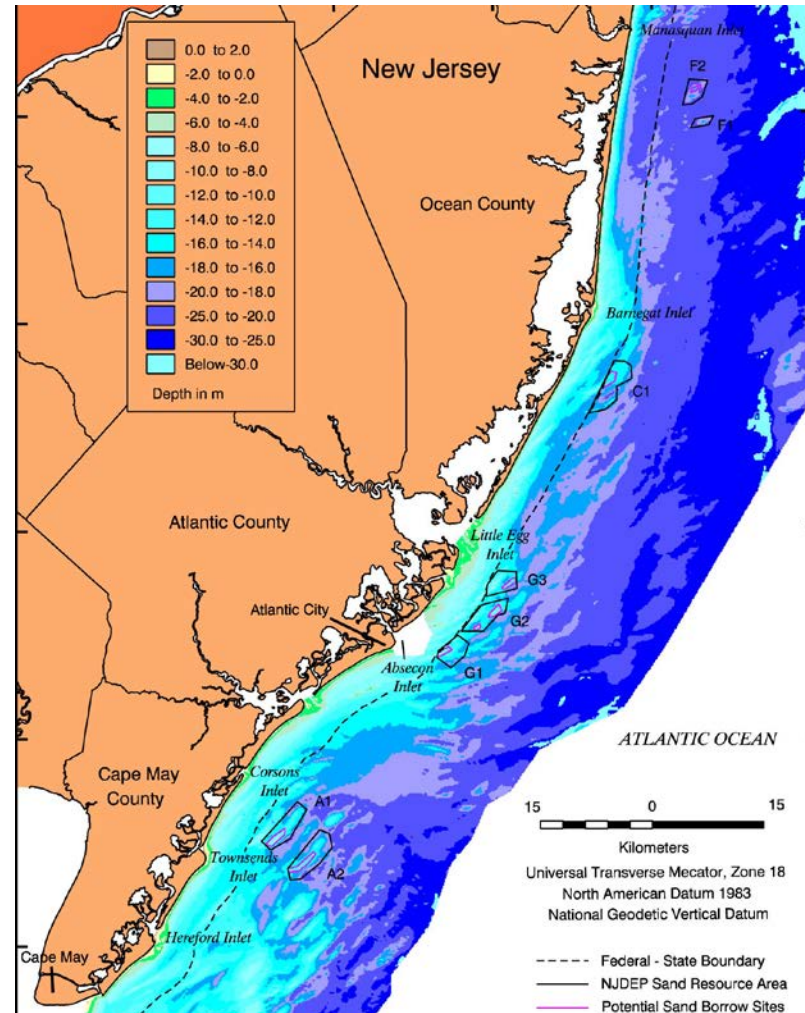 New Jersey
0.0 to 2.0
-2.0 to 0.0
-4.0 to -2.0
-6.0 to -4.0
-8.0 to -6.0
-10.0 to -8.0
-12.0 to -10.0
-14.0 to -12.0
-16.0 to -14.0
-18.0 to -16.0
-20.0 to -18.0
-25.0 to -20.0
-30.0 to -25.0
Below-30.0
Depth in m
Manasquan Inlet
F2
F1
Ocean County
Barnegat Inlet
C1
Atlantic County
Little Egg
Inlet
G3
G2
G1
Atlantic City
Absecon
Inlet
Cape May
County
Corsons
Inlet
A1
Townsends
Inlet
A2
Hereford Inlet
Cape May
ATLANTIC OCEAN
15 0 15
Kilometers
Universal Transverse Mecator, Zone 18
North American Datum 1983
National Geodetic Vertical Datum
Federal - State Boundary
NJDEP Sand Resource Area
Potential Sand Borrow Sites